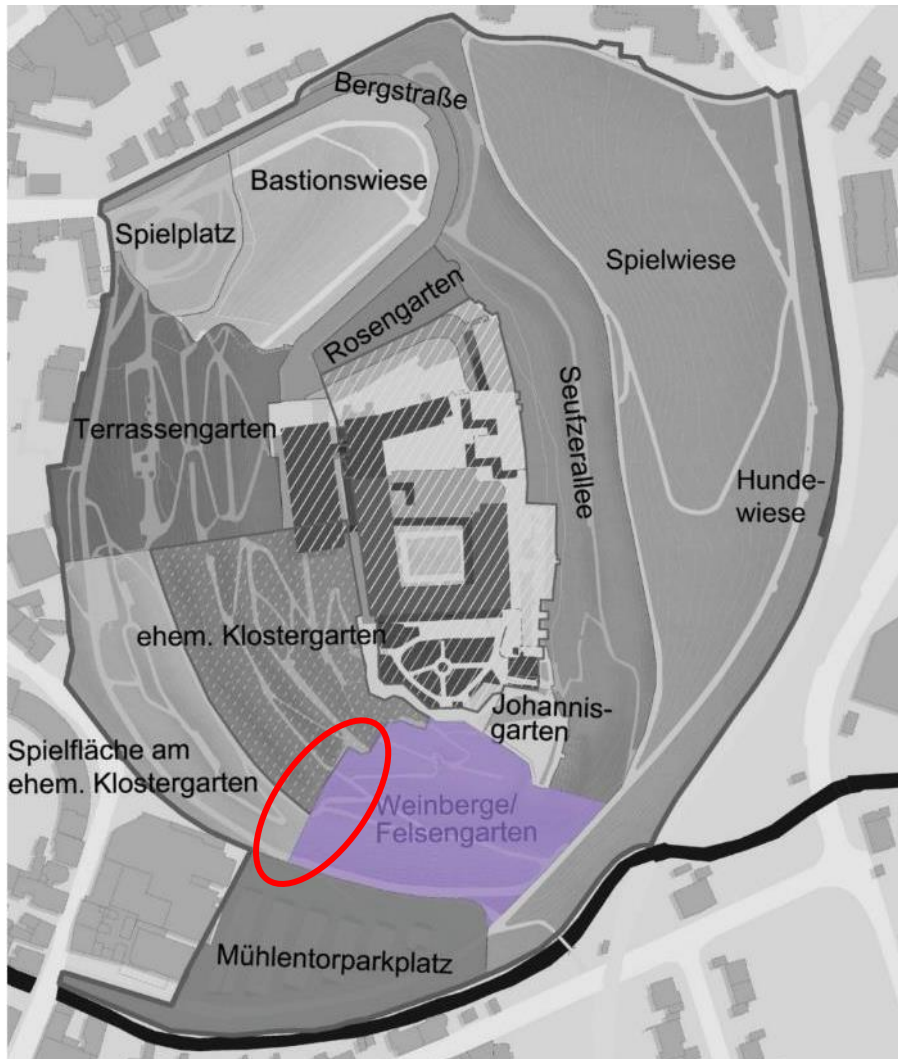 Bergstraße
Bastionswiese
Spielplatz
Spielwiese
Rosengarten
Seufzerallee
Terrassengarten
Hunde-
wiese
ehem. Klostergarten
Johannis-
garten
Spielfläche am
ehem. Klostergarten
Weinberge/
Felsengarten
Mühlentorparkplatz